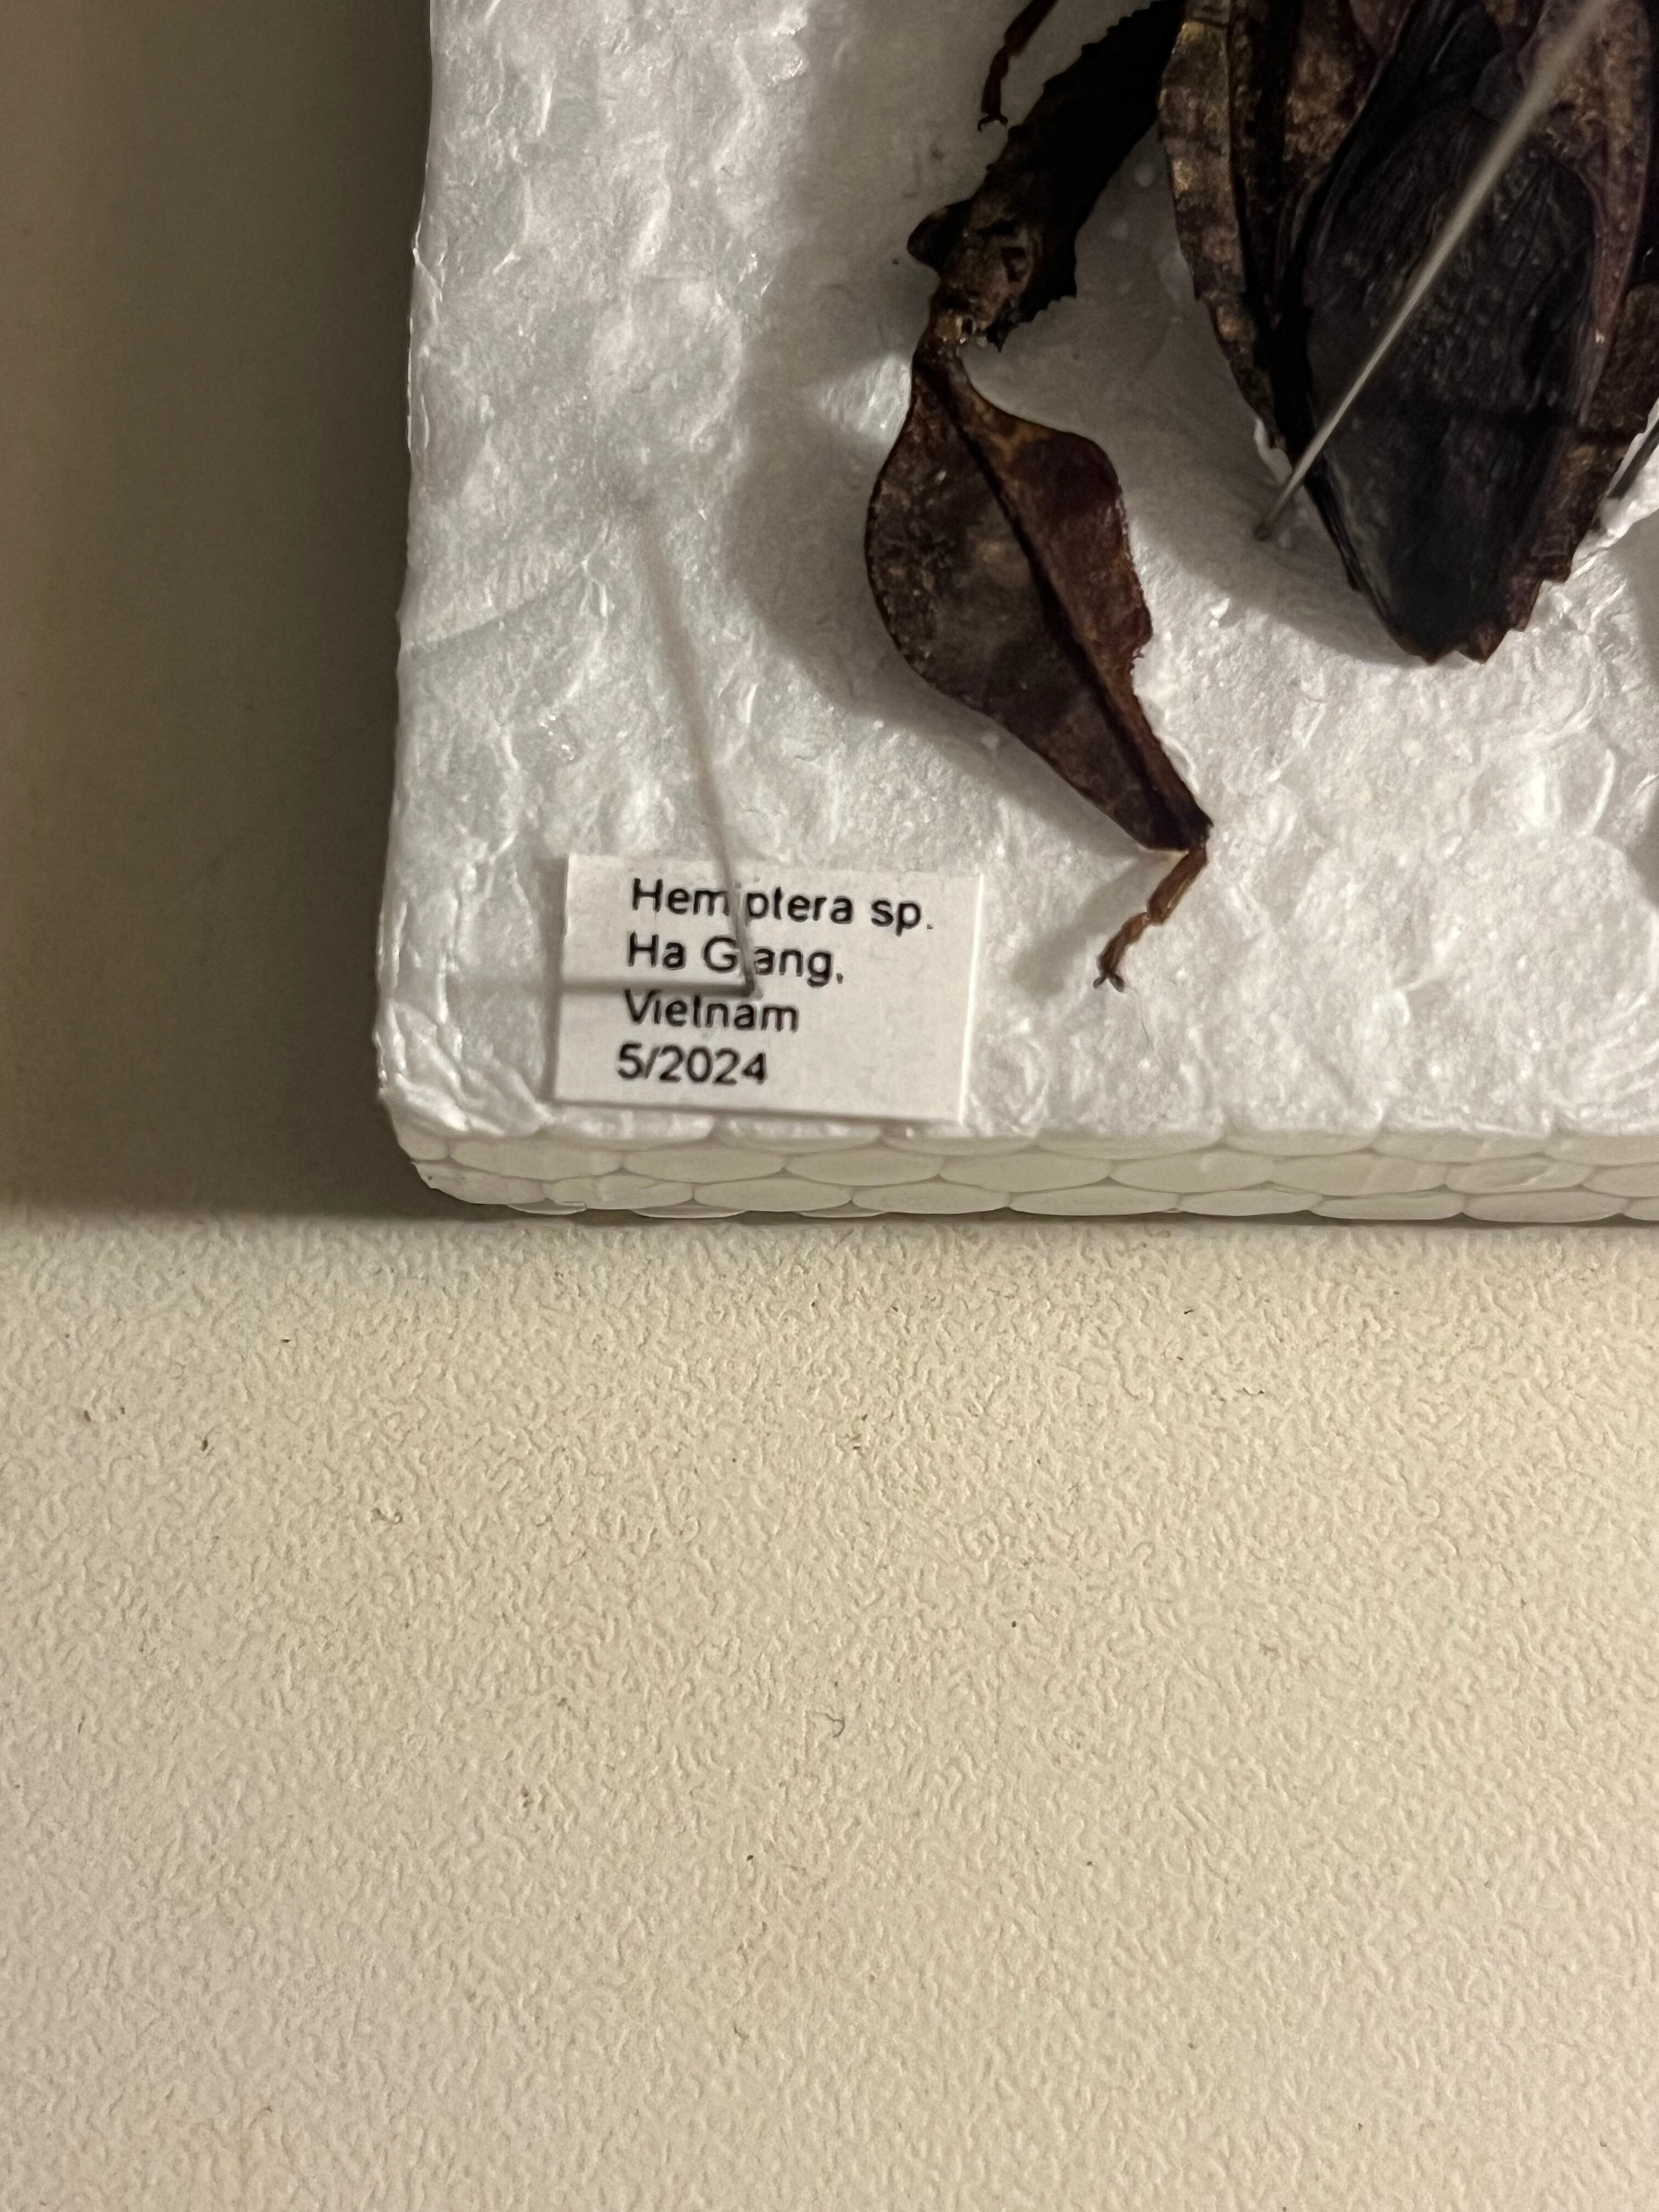 Hemiptera sp.
Ha Giang,
Vietnam
5/2024